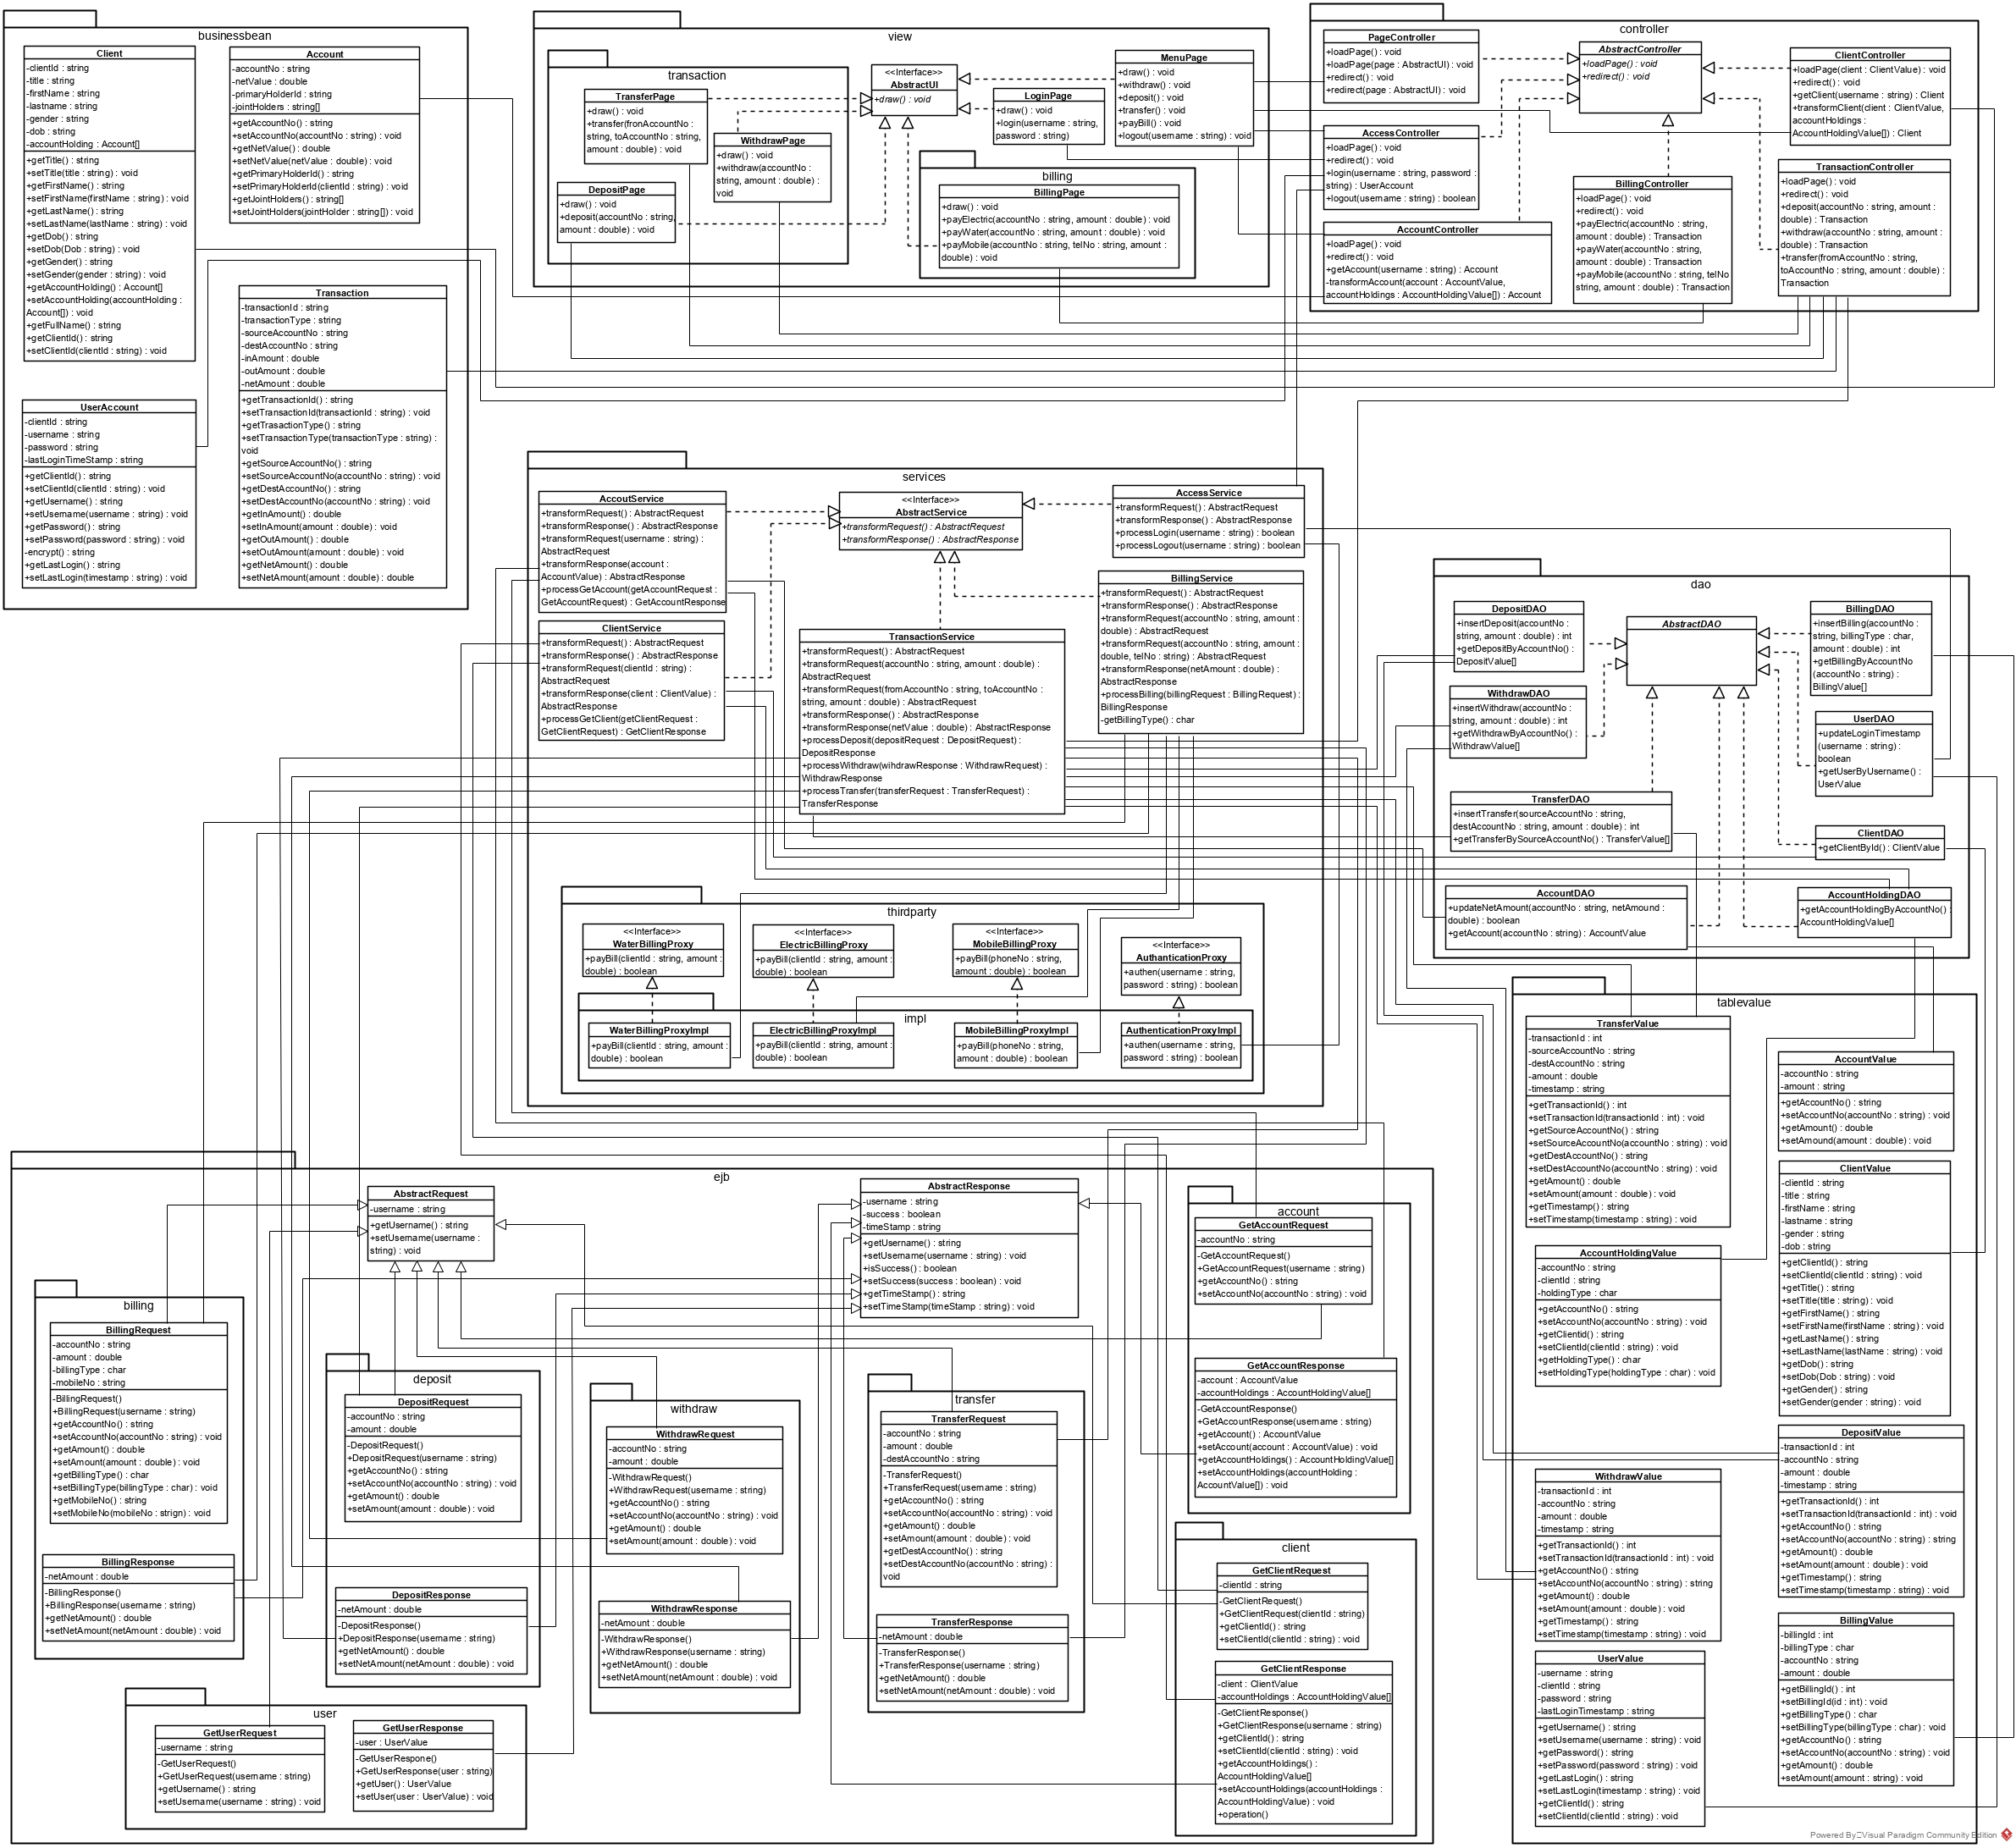 businessbean
Client
-clientId : string
-title : string
-firstName : string
-lastname : string
-gender : string
-dob : string
-accountHolding : Account[]
+getTitle() : string
+setTitle(title : string) : void
+getFirstName() : string
+setFirstName(firstName : string) : void
+getLastName() : string
+setLastName(lastName : string) : void
+getDob() : string
+setDob(Dob : string) : void
+getGender() : string
+setGender(gender : string) : void
+getAccountHolding() : Account[]
+setAccountHolding(accountHolding :
Account[]) : void
+getFullName() : string
+getClientId() : string
+setClientId(clientId : string) : void
Account
-accountNo : string
-netValue : double
-primaryHolderId : string
-jointHolders : string[]
+getAccountNo() : string
+setAccountNo(accountNo : string) : void
+getNetValue() : double
+setNetValue(netValue : double) : void
+getPrimaryHolderId() : string
+setPrimaryHolderId(clientId : string) : void
+getJointHolders() : string[]
+setJointHolders(jointHolder : string[]) : void
Transaction
-transactionId : string
-transactionType : string
-sourceAccountNo : string
-destAccountNo : string
-inAmount : double
-outAmount : double
-netAmount : double
+getTransactionId() : string
+setTransactionId(transactionId : string) : void
+getTrasactionType() : string
+setTransactionType(transactionType : string) :
void
+getSourceAccountNo() : string
+setSourceAccountNo(accountNo : string) : void
+getDestAccountNo() : string
+setDestAccountNo(accountNo : string) : void
+getInAmount() : double
+setInAmount(amount : double) : void
+getOutAmount() : double
+setOutAmount(amount : double) : void
+getNetAmount() : double
+setNetAmount(amount : double) : double
UserAccount
-clientId : string
-username : string
-password : string
-lastLoginTimeStamp : string
+getClientId() : string
+setClientId(clientId : string) : void
+getUsername() : string
+setUsername(username : string) : void
+getPassword() : string
+setPassword(password : string) : void
-encrypt() : string
+getLastLogin() : string
+setLastLogin(timestamp : string) : void
view
transaction
TransferPage
+draw() : void
+transfer(fronAccountNo :
string, toAccountNo : string,
amount : double) : void
WithdrawPage
+draw() : void
+withdraw(accountNo :
string, amount : double) :
void
DepositPage
+draw() : void
+deposit(accountNo : string,
amount : double) : void
<<Interface>>
AbstractUI
+draw() : void
LoginPage
+draw() : void
+login(username : string,
password : string)
MenuPage
+draw() : void
+withdraw() : void
+deposit() : void
+transfer() : void
+payBill() : void
+logout(username : string) : void
billing
BillingPage
+draw() : void
+payElectric(accountNo : string, amount : double) : void
+payWater(accountNo : string, amount : double) : void
+payMobile(accountNo : string, telNo : string, amount :
double) : void
controller
PageController
+loadPage() : void
+loadPage(page : AbstractUI) : void
+redirect() : void
+redirect(page : AbstractUI) : void
AbstractController
+loadPage() : void
+redirect() : void
ClientController
+loadPage(client : ClientValue) : void
+redirect() : void
+getClient(username : string) : Client
+transformClient(client : ClientValue,
accountHoldings :
AccountHoldingValue[]) : Client
AccessController
+loadPage() : void
+redirect() : void
+login(username : string, password :
string) : UserAccount
+logout(username : string) : boolean
AccountController
+loadPage() : void
+redirect() : void
+getAccount(username : string) : Account
-transformAccount(account : AccountValue,
accountHoldings : AccountHoldingValue[]) : Account
BillingController
+loadPage() : void
+redirect() : void
+payElectric(accountNo : string,
amount : double) : Transaction
+payWater(accountNo : string,
amount : double) : Transaction
+payMobile(accountNo : string, telNo :
string, amount : double) : Transaction
TransactionController
+loadPage() : void
+redirect() : void
+deposit(accountNo : string, amount :
double) : Transaction
+withdraw(accountNo : string, amount :
double) : Transaction
+transfer(fromAccountNo : string,
toAccountNo : string, amount : double) :
Transaction
services
AccoutService
+transformRequest() : AbstractRequest
+transformResponse() : AbstractResponse
+transformRequest(username : string) :
AbstractRequest
+transformResponse(account :
AccountValue) : AbstractResponse
+processGetAccount(getAccountRequest :
GetAccountRequest) : GetAccountResponse
ClientService
+transformRequest() : AbstractRequest
+transformResponse() : AbstractResponse
+transformRequest(clientId : string) :
AbstractRequest
+transformResponse(client : ClientValue) :
AbstractResponse
+processGetClient(getClientRequest :
GetClientRequest) : GetClientResponse
<<Interface>>
AbstractService
+transformRequest() : AbstractRequest
+transformResponse() : AbstractResponse
AccessService
+transformRequest() : AbstractRequest
+transformResponse() : AbstractResponse
+processLogin(username : string) : boolean
+processLogout(username : string) : boolean
BillingService
+transformRequest() : AbstractRequest
+transformResponse() : AbstractResponse
+transformRequest(accountNo : string, amount :
double) : AbstractRequest
+transformRequest(accountNo : string, amount :
double, telNo : string) : AbstractRequest
+transformResponse(netAmount : double) :
AbstractResponse
+processBilling(billingRequest : BillingRequest) :
BillingResponse
-getBillingType() : char
TransactionService
+transformRequest() : AbstractRequest
+transformRequest(accountNo : string, amount : double) :
AbstractRequest
+transformRequest(fromAccountNo : string, toAccountNo :
string, amount : double) : AbstractRequest
+transformResponse() : AbstractResponse
+transformResponse(netValue : double) : AbstractResponse
+processDeposit(depositRequest : DepositRequest) :
DepositResponse
+processWithdraw(wihdrawResponse : WithdrawRequest) :
WithdrawResponse
+processTransfer(transferRequest : TransferRequest) :
TransferResponse
thirdparty
<<Interface>>
WaterBillingProxy
+payBill(clientId : string, amount :
double) : boolean
<<Interface>>
ElectricBillingProxy
+payBill(clientId : string, amount :
double) : boolean
<<Interface>>
MobileBillingProxy
+payBill(phoneNo : string,
amount : double) : boolean
<<Interface>>
AuthanticationProxy
+authen(username : string,
password : string) : boolean
impl
WaterBillingProxyImpl
+payBill(clientId : string, amount :
double) : boolean
ElectricBillingProxyImpl
+payBill(clientId : string, amount :
double) : boolean
MobileBillingProxyImpl
+payBill(phoneNo : string,
amount : double) : boolean
AuthenticationProxyImpl
+authen(username : string,
password : string) : boolean
dao
DepositDAO
+insertDeposit(accountNo :
string, amount : double) : int
+getDepositByAccountNo() :
DepositValue[]
AbstractDAO
BillingDAO
+insertBilling(accountNo :
string, billingType : char,
amount : double) : int
+getBillingByAccountNo
(accountNo : string) :
BillingValue[]
WithdrawDAO
+insertWithdraw(accountNo :
string, amount : double) : int
+getWithdrawByAccountNo() :
WithdrawValue[]
UserDAO
+updateLoginTimestamp
(username : string) :
boolean
+getUserByUsername() :
UserValue
TransferDAO
+insertTransfer(sourceAccountNo : string,
destAccountNo : string, amount : double) : int
+getTransferBySourceAccountNo() : TransferValue[]
ClientDAO
+getClientById() : ClientValue
AccountDAO
+updateNetAmount(accountNo : string, netAmound :
double) : boolean
+getAccount(accountNo : string) : AccountValue
AccountHoldingDAO
+getAccountHoldingByAccountNo() :
AccountHoldingValue[]
tablevalue
TransferValue
-transactionId : int
-sourceAccountNo : string
-destAccountNo : string
-amount : double
-timestamp : string
+getTransactionId() : int
+setTransactionId(transactionId : int) : void
+getSourceAccountNo() : string
+setSourceAccountNo(accountNo : string) : void
+getDestAccountNo() : string
+setDestAccountNo(accountNo : string) : void
+getAmount() : double
+setAmount(amount : double) : void
+getTimestamp() : string
+setTimestamp(timestamp : string) : void
AccountValue
-accountNo : string
-amount : string
+getAccountNo() : string
+setAccountNo(accountNo : string) : void
+getAmount() : double
+setAmound(amount : double) : void
ClientValue
-clientId : string
-title : string
-firstName : string
-lastname : string
-gender : string
-dob : string
+getClientId() : string
+setClientId(clientId : string) : void
+getTitle() : string
+setTitle(title : string) : void
+getFirstName() : string
+setFirstName(firstName : string) : void
+getLastName() : string
+setLastName(lastName : string) : void
+getDob() : string
+setDob(Dob : string) : void
+getGender() : string
+setGender(gender : string) : void
AccountHoldingValue
-accountNo : string
-clientId : string
-holdingType : char
+getAccountNo() : string
+setAccountNo(accountNo : string) : void
+getClientid() : string
+setClientId(clientId : string) : void
+getHoldingType() : char
+setHoldingType(holdingType : char) : void
DepositValue
-transactionId : int
-accountNo : string
-amount : double
-timestamp : string
+getTransactionId() : int
+setTransactionId(transactionId : int) : void
+getAccountNo() : string
+setAccountNo(accountNo : string) : string
+getAmount() : double
+setAmount(amount : double) : void
+getTimestamp() : string
+setTimestamp(timestamp : string) : void
WithdrawValue
-transactionId : int
-accountNo : string
-amount : double
-timestamp : string
+getTransactionId() : int
+setTransactionId(transactionId : int) : void
+getAccountNo() : string
+setAccountNo(accountNo : string) : string
+getAmount() : double
+setAmount(amount : double) : void
+getTimestamp() : string
+setTimestamp(timestamp : string) : void
BillingValue
-billingId : int
-billingType : char
-accountNo : string
-amount : double
+getBillingId() : int
+setBillingId(id : int) : void
+getBillingType() : char
+setBillingType(billingType : char) : void
+getAccountNo() : string
+setAccountNo(accountNo : string) : void
+getAmount() : double
+setAmount(amount : string) : void
UserValue
-username : string
-clientId : string
-password : string
-lastLoginTimestamp : string
+getUsername() : string
+setUsername(username : string) : void
+getPassword() : string
+setPassword(password : string) : void
+getLastLogin() : string
+setLastLogin(timestamp : string) : void
+getClientId() : string
+setClientId(clientId : string) : void
ejb
AbstractRequest
-username : string
+getUsername() : string
+setUsername(username :
string) : void
AbstractResponse
-username : string
-success : boolean
-timeStamp : string
+getUsername() : string
+setUsername(username : string) : void
+isSuccess() : boolean
+setSuccess(success : boolean) : void
+getTimeStamp() : string
+setTimeStamp(timeStamp : string) : void
account
GetAccountRequest
-accountNo : string
-GetAccountRequest()
+GetAccountRequest(username : string)
+getAccountNo() : string
+setAccountNo(accountNo : string) : void
GetAccountResponse
-account : AccountValue
-accountHoldings : AccountHoldingValue[]
-GetAccountResponse()
+GetAccountResponse(username : string)
+getAccount() : AccountValue
+setAccount(account : AccountValue) : void
+getAccountHoldings() : AccountHoldingValue[]
+setAccountHoldings(accountHolding :
AccountValue[]) : void
billing
BillingRequest
-accountNo : string
-amount : double
-billingType : char
-mobileNo : string
-BillingRequest()
+BillingRequest(username : string)
+getAccountNo() : string
+setAccountNo(accountNo : string) : void
+getAmount() : double
+setAmount(amount : double) : void
+getBillingType() : char
+setBillingType(billingType : char) : void
+getMobileNo() : string
+setMobileNo(mobileNo : strign) : void
BillingResponse
-netAmount : double
-BillingResponse()
+BillingResponse(username : string)
+getNetAmount() : double
+setNetAmount(netAmount : double) : void
deposit
DepositRequest
-accountNo : string
-amount : double
-DepositRequest()
+DepositRequest(username : string)
+getAccountNo() : string
+setAccountNo(accountNo : string) : void
+getAmount() : double
+setAmount(amount : double) : void
DepositResponse
-netAmount : double
-DepositResponse()
+DepositResponse(username : string)
+getNetAmount() : double
+setNetAmount(netAmount : double) : void
withdraw
WithdrawRequest
-accountNo : string
-amount : double
-WithdrawRequest()
+WithdrawRequest(username : string)
+getAccountNo() : string
+setAccountNo(accountNo : string) : void
+getAmount() : double
+setAmount(amount : double) : void
WithdrawResponse
-netAmount : double
-WithdrawResponse()
+WithdrawResponse(username : string)
+getNetAmount() : double
+setNetAmount(netAmount : double) : void
transfer
TransferRequest
-accountNo : string
-amount : double
-destAccountNo : string
-TransferRequest()
+TransferRequest(username : string)
+getAccountNo() : string
+setAccountNo(accountNo : string) : void
+getAmount() : double
+setAmount(amount : double) : void
+getDestAccountNo() : string
+setDestAccountNo(accountNo : string) :
void
TransferResponse
-netAmount : double
-TransferResponse()
+TransferResponse(username : string)
+getNetAmount() : double
+setNetAmount(netAmount : double) : void
client
GetClientRequest
-clientId : string
-GetClientRequest()
+GetClientRequest(clientId : string)
+getClientId() : string
+setClientId(clientId : string) : void
GetClientResponse
-client : ClientValue
-accountHoldings : AccountHoldingValue[]
-GetClientResponse()
+GetClientResponse(username : string)
+getClientId() : string
+setClientId(clientId : string) : void
+getAccountHoldings() :
AccountHoldingValue[]
+setAccountHoldings(accountHoldings :
AccountHoldingValue) : void
+operation()
user
GetUserRequest
-username : string
-GetUserRequest()
+GetUserRequest(username : string)
+getUsername() : string
+setUsername(username : string) : void
GetUserResponse
-user : UserValue
-GetUserRespone()
+GetUserResponse(user : string)
+getUser() : UserValue
+setUser(user : UserValue) : void
Powered By Visual Paradigm Community Edition